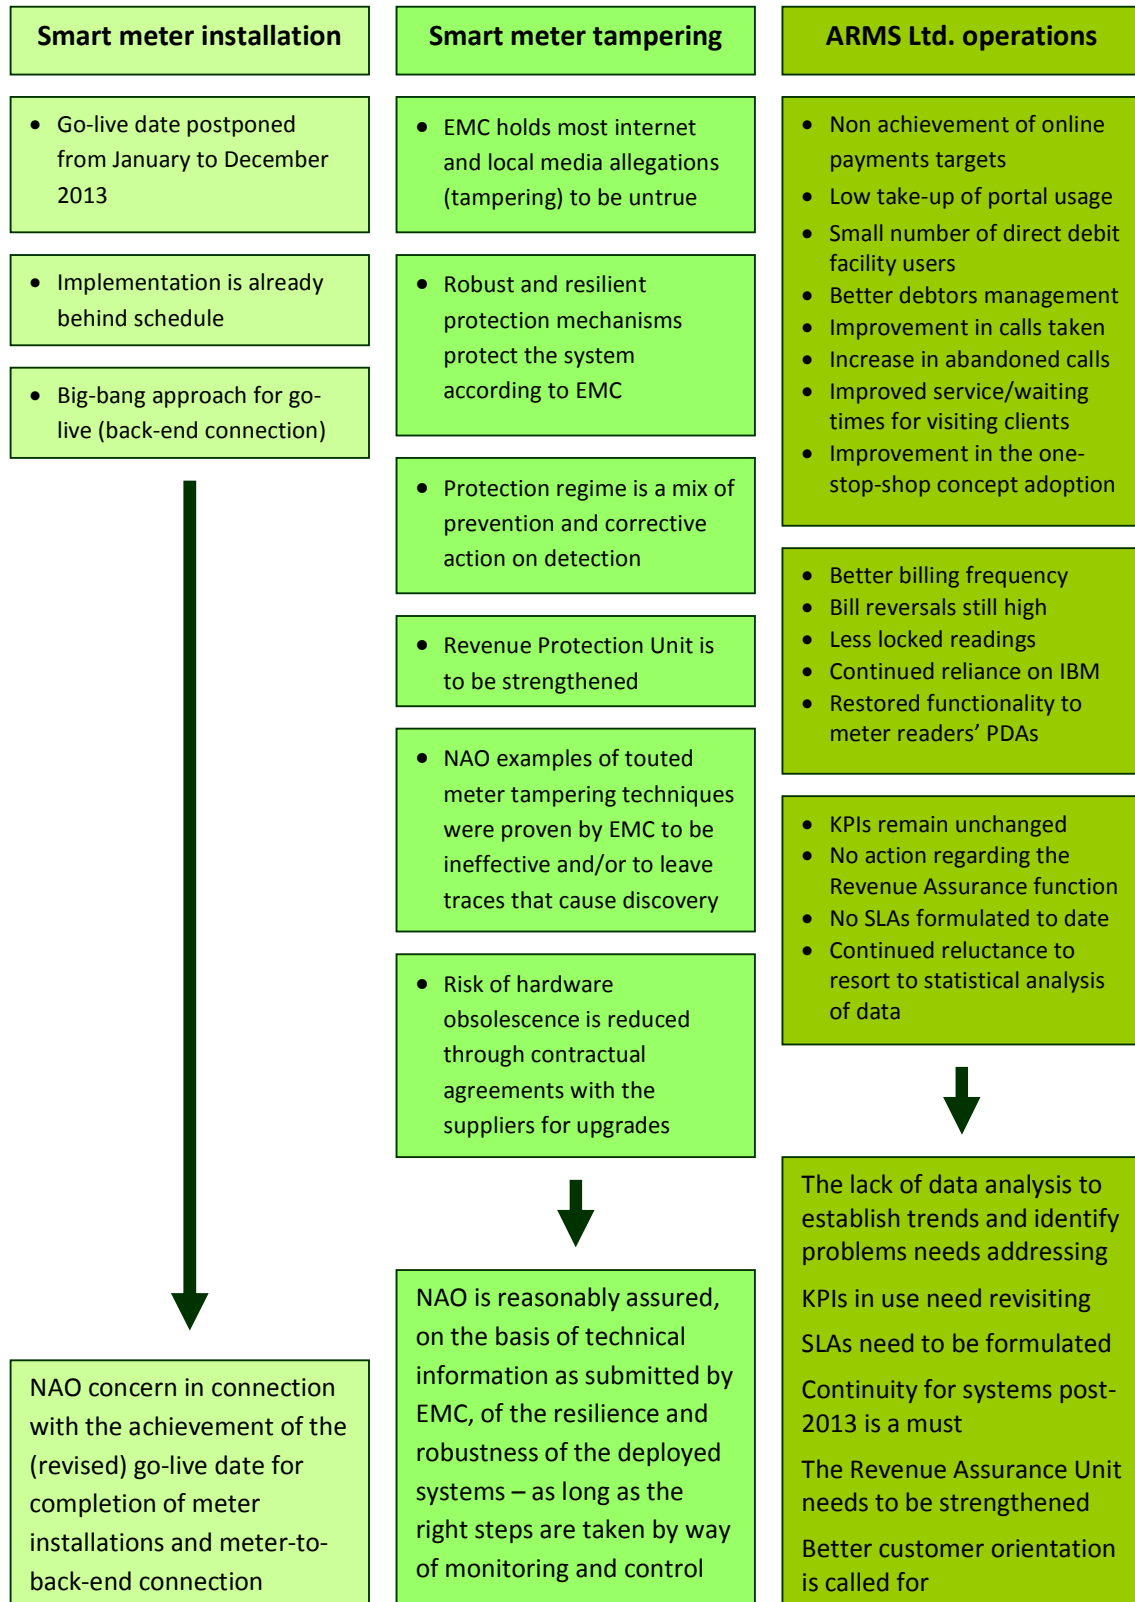 Smart meter installation
• Go-live date postponed
from January to December
2013
• Implementation is already
behind schedule
• Big-bang approach for go-
live (back-end connection)
NAO concern in connection
with the achievement of the
(revised) go-live date for
completion of meter
installations and meter-to-
back-end connection
Smart meter tampering
• EMC holds most internet
and local media allegations
(tampering) to be untrue
• Robust and resilient
protection mechanisms
protect the system
according to EMC
• Protection regime is a mix of
prevention and corrective
action on detection
• Revenue Protection Unit is
to be strengthened
• NAO examples of touted
meter tampering techniques
were proven by EMC to be
ineffective and/or to leave
traces that cause discovery
• Risk of hardware
obsolescence is reduced
through contractual
agreements with the
suppliers for upgrades
NAO is reasonably assured,
on the basis of technical
information as submitted by
EMC, of the resilience and
robustness of the deployed
systems – as long as the
right steps are taken by way
of monitoring and control
ARMS Ltd. operations
• Non achievement of online
payments targets
• Low take-up of portal usage
• Small number of direct debit
facility users
• Better debtors management
• Improvement in calls taken
• Increase in abandoned calls
• Improved service/waiting
times for visiting clients
• Improvement in the one-
stop-shop concept adoption
• Better billing frequency
• Bill reversals still high
• Less locked readings
• Continued reliance on IBM
• Restored functionality to
meter readers’ PDAs
• KPIs remain unchanged
• No action regarding the
Revenue Assurance function
• No SLAs formulated to date
• Continued reluctance to
resort to statistical analysis
of data
The lack of data analysis to
establish trends and identify
problems needs addressing
KPIs in use need revisiting
SLAs need to be formulated
Continuity for systems post-
2013 is a must
The Revenue Assurance Unit
needs to be strengthened
Better customer orientation
is called for